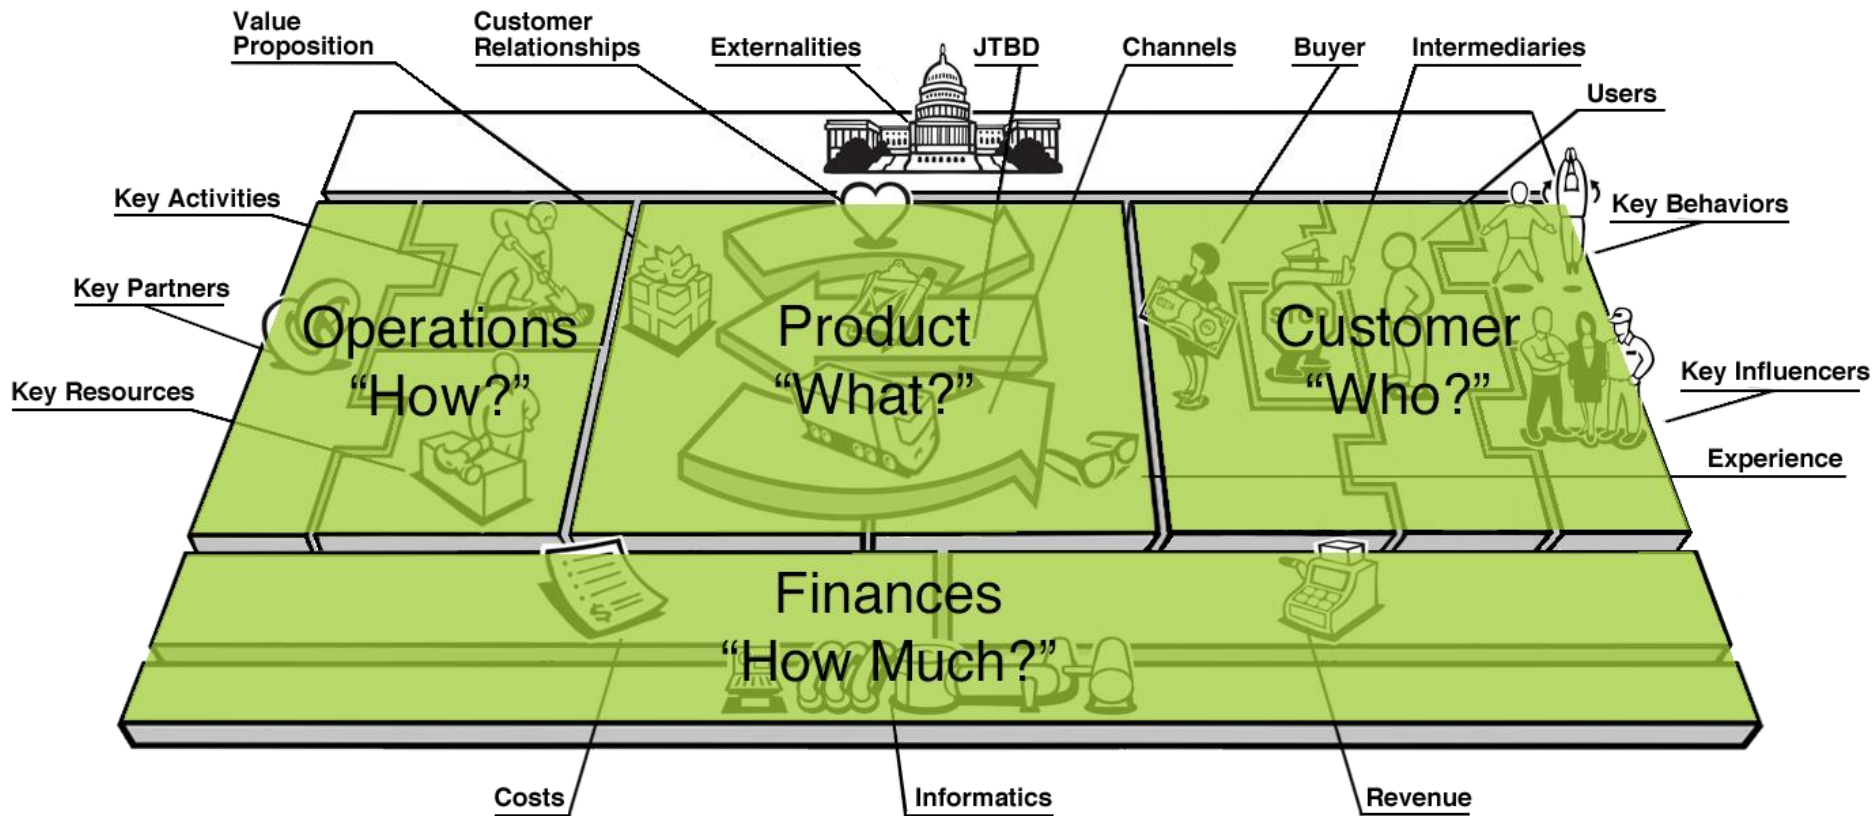 Value
Proposition
Customer
Relationships
Externalities
JTBD
Channels
Buyer
Intermediaries
Users
Key Activities
Key Behaviors
Key Partners
Key Resources
Key Influencers
Experience
Operations
“How?”
Product
“What?”
STOP
Customer
“Who?”
Finances
“How Much?”
$
Costs
Informatics
Revenue